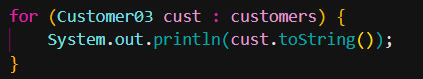 for (Customer03 cust : customers) {
    System.out.println(cust.toString());
}